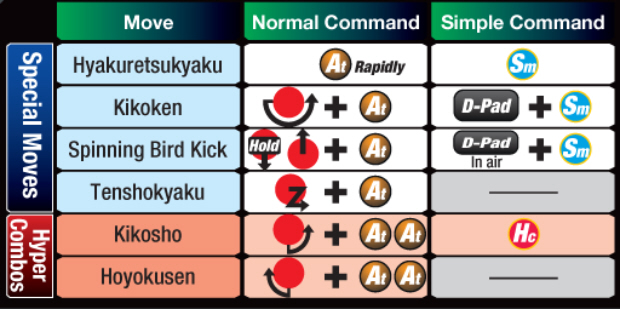 Move Normal Command Simple Command
Special Moves
Hyakuretsukyaku At Rapidly Sm
Kikoken + At D-Pad + Sm
Spinning Bird Kick Hold + At D-Pad + Sm
In air
Tenshokyaku Z + At
Hyper Combos
Kikosho + At At Hc
Hoyokusen + At At